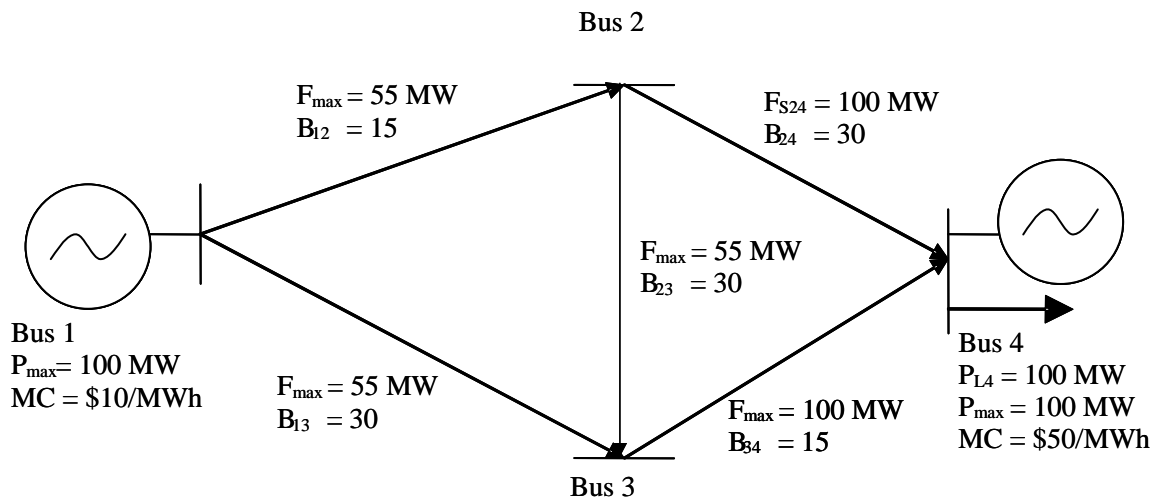 Bus 2
Fmax = 55 MW
B12 = 15
FS24 = 100 MW
B24 = 30
Fmax = 55 MW
B23 = 30
Bus 1
Pmax= 100 MW
MC = $10/MWh
Fmax = 55 MW
B13 = 30
Fmax = 100 MW
B34 = 15
Bus 4
PL4 = 100 MW
Pmax = 100 MW
MC = $50/MWh
Bus 3